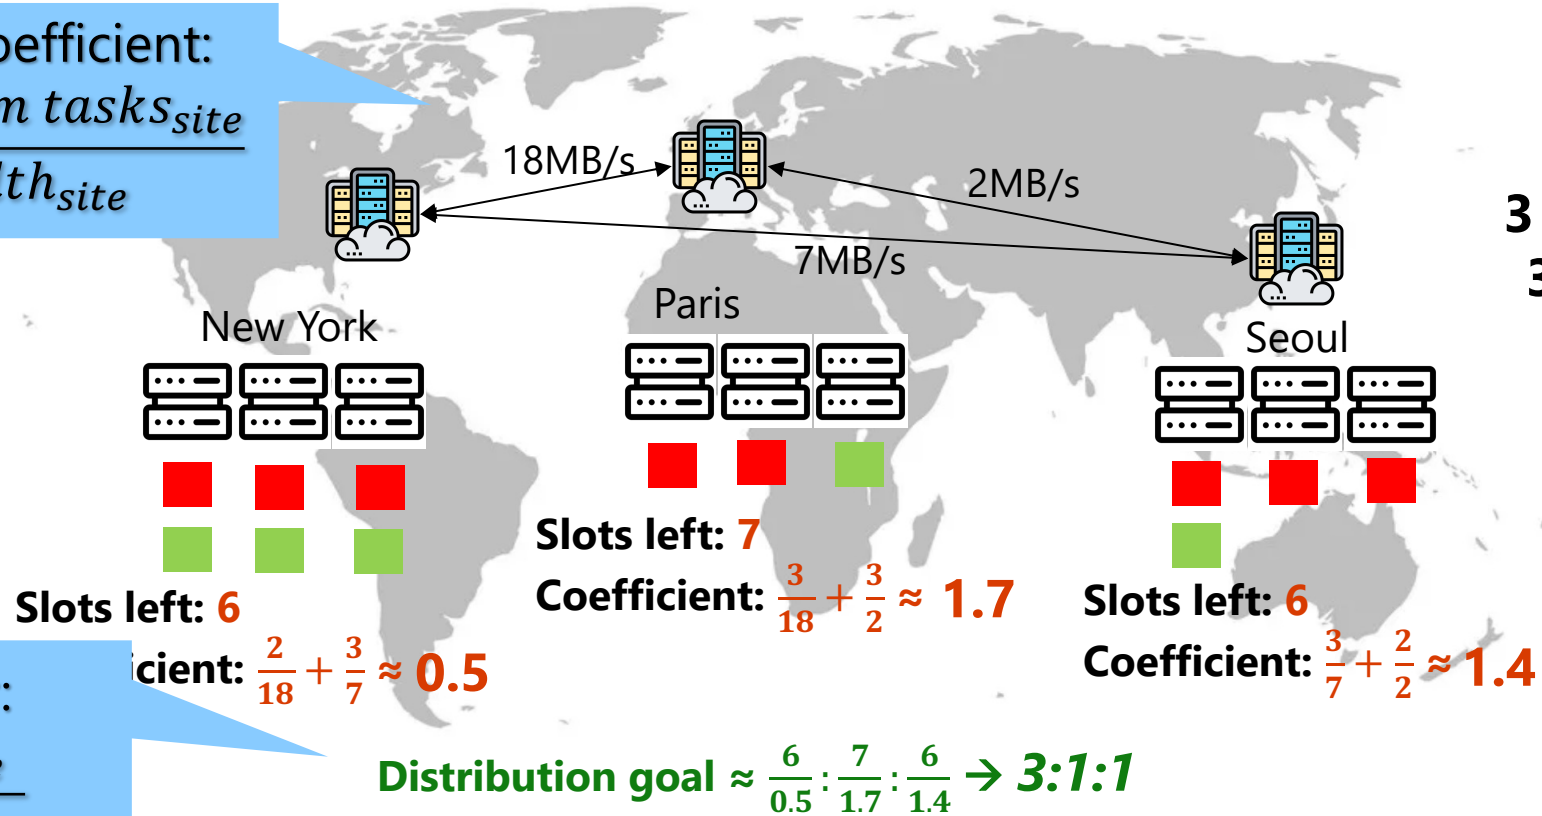 oefficient:
m tasks_site
lth_site
18MB/s
2MB/s
7MB/s
3
3
New York
Paris
Seoul
Slots left: 7
Coefficient: 3/18 + 3/2 ≈ 1.7
Slots left: 6
Coefficient: 3/7 + 2/2 ≈ 1.4
Slots left: 6
icient: 2/18 + 3/7 ≈ 0.5
:
Distribution goal ≈ 6/0.5 : 7/1.7 : 6/1.4 → 3:1:1